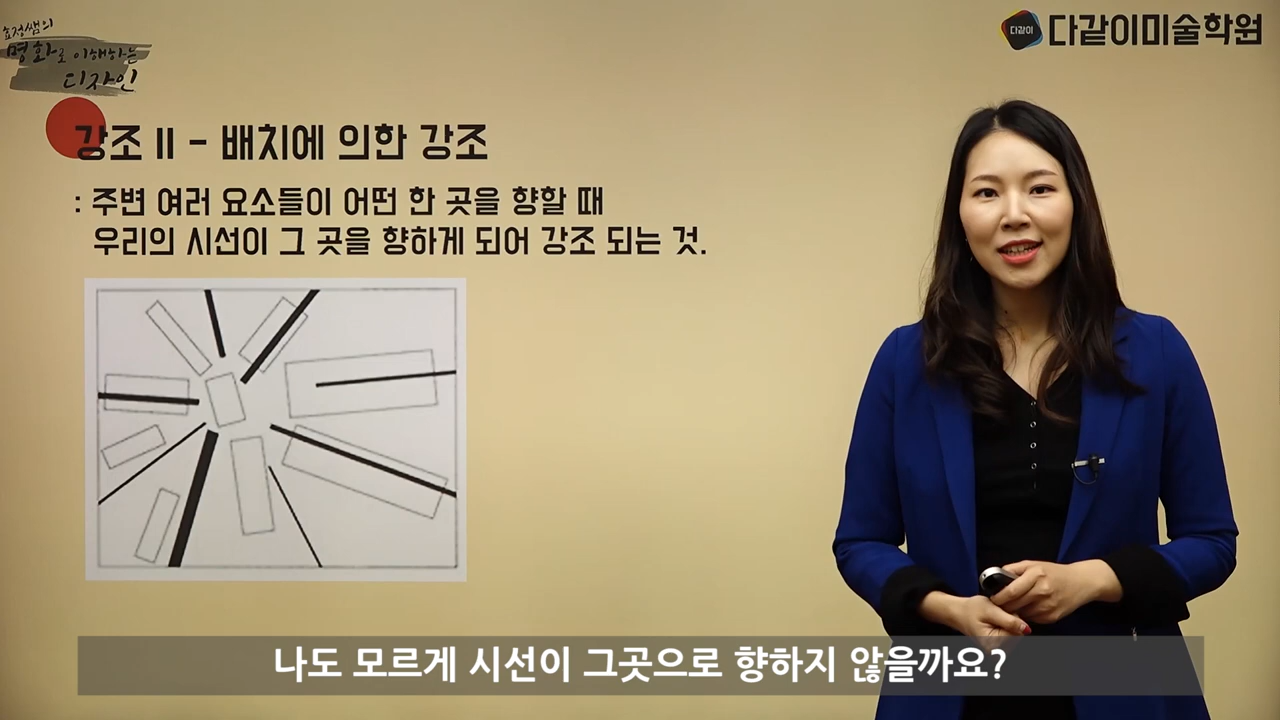 효정쌤의
명화로 이해하는
디자인
다같이
다같이미술학원
강조 II - 배치에 의한 강조
: 주변 여러 요소들이 어떤 한 곳을 향할 때
우리의 시선이 그 곳을 향하게 되어 강조 되는 것.
나도 모르게 시선이 그곳으로 향하지 않을까요?